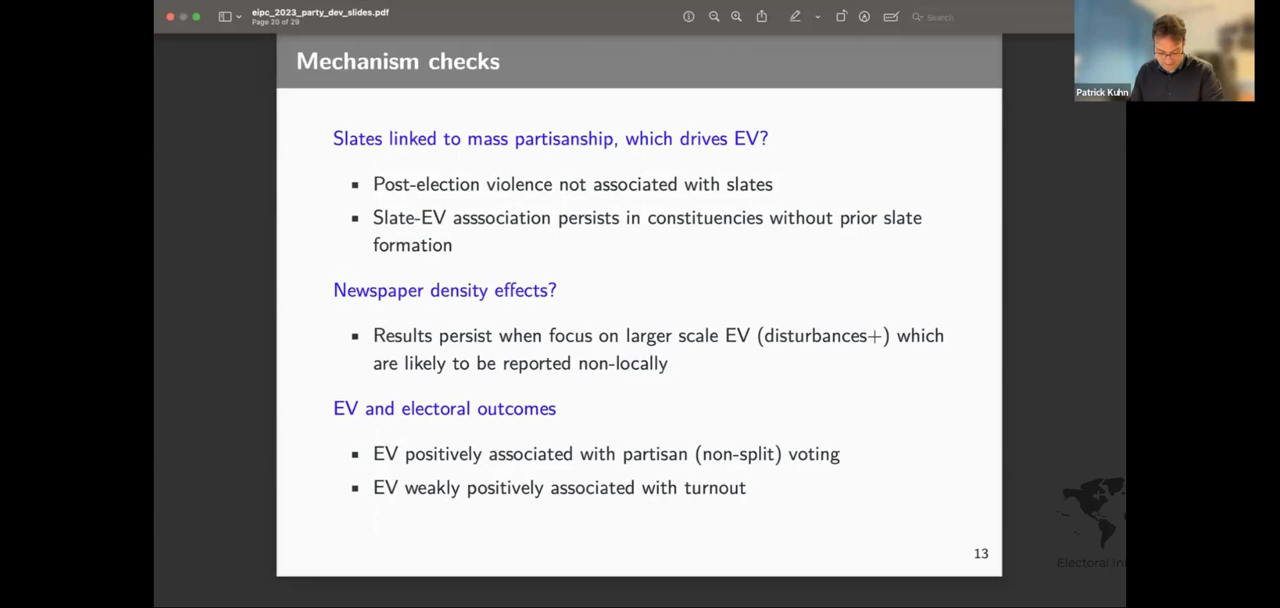 eipc_2023_party_dev_slides.pdf
Page 20 of 29
Search
Mechanism checks
Patrick Kuhn
Slates linked to mass partisanship, which drives EV?
▪ Post-election violence not associated with slates
▪ Slate-EV asssociation persists in constituencies without prior slate
formation
Newspaper density effects?
▪ Results persist when focus on larger scale EV (disturbances+) which
are likely to be reported non-locally
EV and electoral outcomes
▪ EV positively associated with partisan (non-split) voting
▪ EV weakly positively associated with turnout
13
Electoral